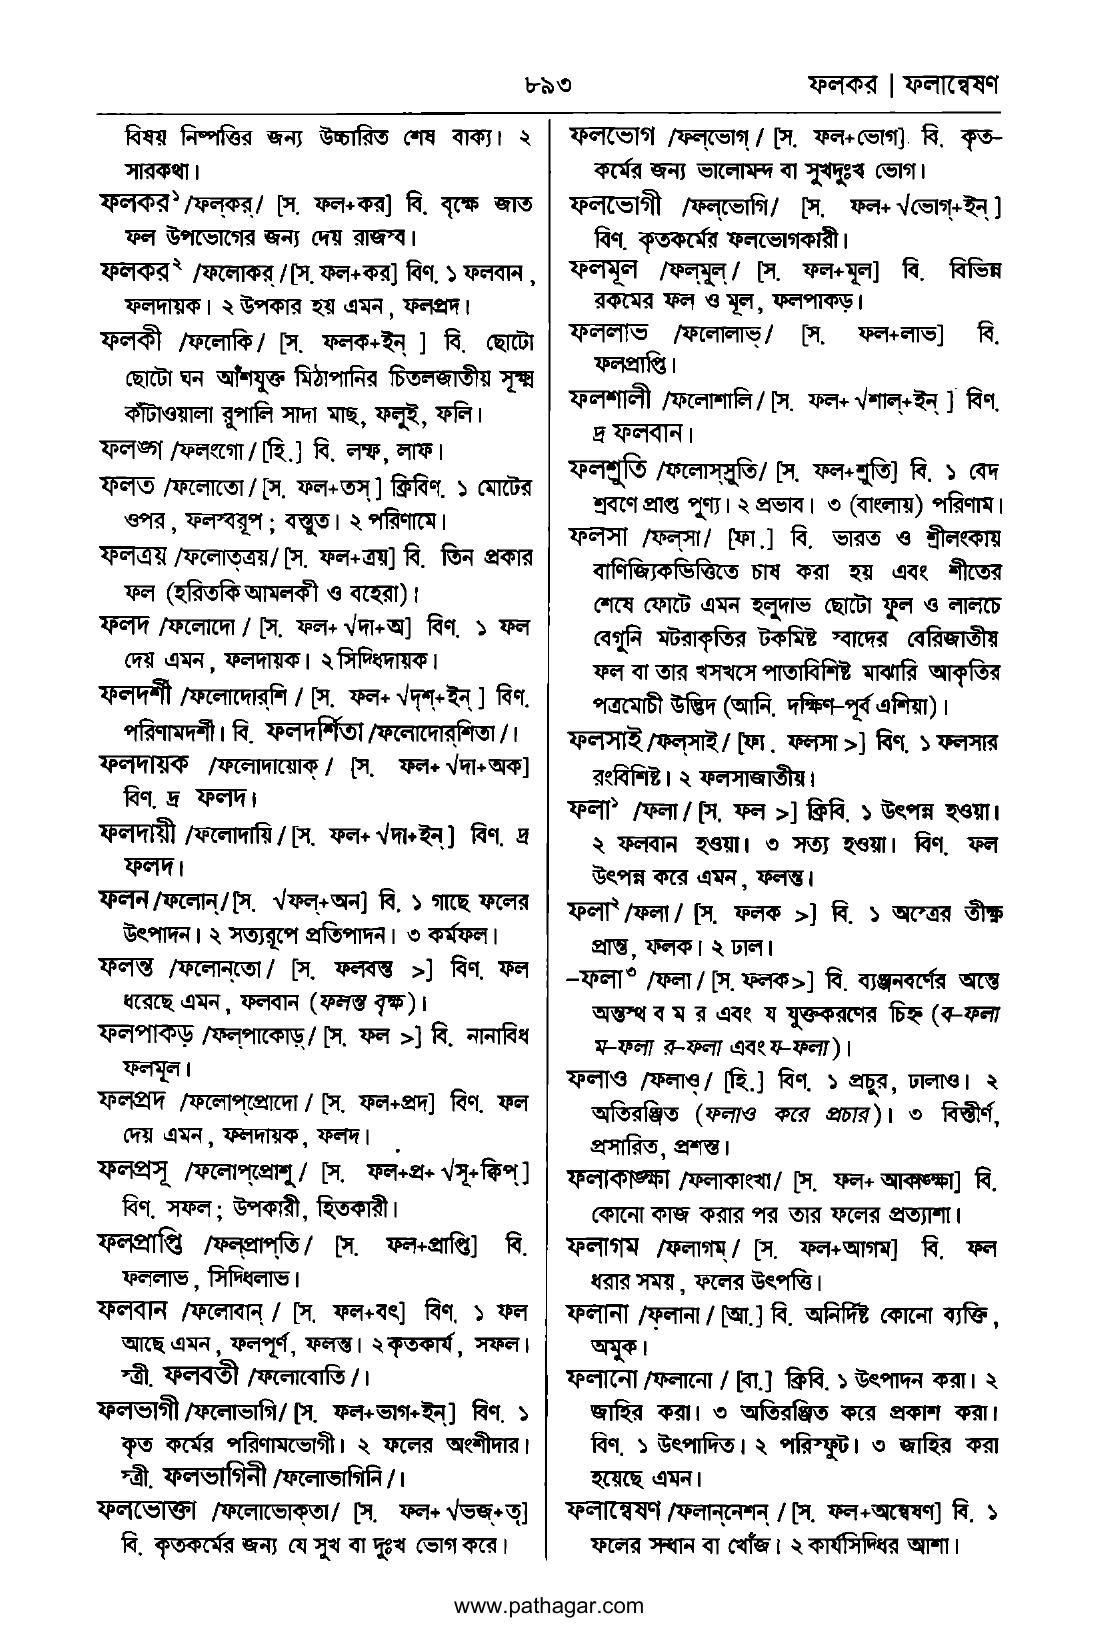 ৮৯৩
ফলকর | ফলান্বেষণ
বিষয় নিষ্পত্তির জন্য উচ্চারিত শেষ বাক্য। ২
সারকথা।
ফলকর১ /ফল্‌কর্‌/ [স. ফল+কর] বি. বৃক্ষে জাত
ফল উপভোগের জন্য দেয় রাজস্ব।
ফলকর২ /ফলোকর্‌/ [স. ফল+কর] বিণ. ১ ফলবান,
ফলদায়ক। ২ উপকার হয় এমন, ফলপ্রদ।
ফলকী /ফলোকি/ [স. ফলক+ইন্‌ ] বি. ছোটো
ছোটো ঘন আঁশযুক্ত মিঠাপানির চিতলজাতীয় সূক্ষ্ম
কাঁটাওয়ালা রুপালি সাদা মাছ, ফলুই, ফলি।
ফলঙ্গ /ফলংগো/ [হি.] বি. লম্ফ, লাফ।
ফলত /ফলোতো/ [স. ফল+তস্‌] ক্রিবিণ. ১ মোটের
ওপর, ফলস্বরূপ; বস্তুত। ২ পরিণামে।
ফলত্রয় /ফলোত্‌ত্রয়্‌/ [স. ফল+ত্রয়] বি. তিন প্রকার
ফল (হরিতকি আমলকী ও বহেরা)।
ফলদ /ফলোদো/ [স. ফল+ √দা+অ] বিণ. ১ ফল
দেয় এমন, ফলদায়ক। ২ সিদ্ধিদায়ক।
ফলদর্শী /ফলোদোর্‌শি/ [স. ফল+ √দৃশ্‌+ইন্‌ ] বিণ.
পরিণামদর্শী। বি. ফলদর্শিতা /ফলোদোর্‌শিতা/।
ফলদায়ক /ফলোদায়োক্‌/ [স. ফল+ √দা+অক]
বিণ. দ্র ফলদ।
ফলদায়ী /ফলোদায়ি/ [স. ফল+ √দা+ইন্‌] বিণ. দ্র
ফলদ।
ফলন /ফলোন্‌/ [স. √ফল্‌+অন] বি. ১ গাছে ফলের
উৎপাদন। ২ সত্যরূপে প্রতিপাদন। ৩ কর্মফল।
ফলন্ত /ফলোন্‌তো/ [স. ফলবন্ত >] বিণ. ফল
ধরেছে এমন, ফলবান (ফলন্ত বৃক্ষ)।
ফলপাকড় /ফল্‌পাকোড়্‌/ [স. ফল >] বি. নানাবিধ
ফলমূল।
ফলপ্রদ /ফলোপ্‌প্রোদো/ [স. ফল+প্রদ] বিণ. ফল
দেয় এমন, ফলদায়ক, ফলদ।
ফলপ্রসূ /ফলোপ্‌প্রোশু/ [স. ফল+প্র+ √সূ+ক্বিপ্‌]
বিণ. সফল; উপকারী, হিতকারী।
ফলপ্রাপ্তি /ফল্‌প্রাপ্‌তি/ [স. ফল+প্রাপ্তি] বি.
ফললাভ, সিদ্ধিলাভ।
ফলবান /ফলোবান্‌/ [স. ফল+বৎ] বিণ. ১ ফল
আছে এমন, ফলপূর্ণ, ফলন্ত। ২ কৃতকার্য, সফল।
স্ত্রী. ফলবতী /ফলোবোতি/।
ফলভাগী /ফলোভাগি/ [স. ফল+ভাগ+ইন্‌] বিণ. ১
কৃত কর্মের পরিণামভোগী। ২ ফলের অংশীদার।
স্ত্রী. ফলভাগিনী /ফলোভাগিনি/।
ফলভোক্তা /ফলোভোক্‌তা/ [স. ফল+ √ভজ্‌+তৃ]
বি. কৃতকর্মের জন্য যে সুখ বা দুঃখ ভোগ করে।
ফলভোগ /ফল্‌ভোগ্‌/ [স. ফল+ভোগ]. বি. কৃত-
কর্মের জন্য ভালোমন্দ বা সুখদুঃখ ভোগ।
ফলভোগী /ফল্‌ভোগি/ [স. ফল+ √ভোগ্‌+ইন্‌ ]
বিণ. কৃতকর্মের ফলভোগকারী।
ফলমূল /ফল্‌মূল্‌/ [স. ফল+মূল] বি. বিভিন্ন
রকমের ফল ও মূল, ফলপাকড়।
ফললাভ /ফলোলাভ্‌/ [স. ফল+লাভ] বি.
ফলপ্রাপ্তি।
ফলশালী /ফলোশালি/ [স. ফল+ √শাল্‌+ইন্‌ ] বিণ.
দ্র ফলবান।
ফলশ্রুতি /ফলোস্‌স্রুতি/ [স. ফল+শ্রুতি] বি. ১ বেদ
শ্রবণে প্রাপ্ত পূণ্য। ২ প্রভাব। ৩ (বাংলায়) পরিণাম।
ফলসা /ফল্‌সা/ [ফা.] বি. ভারত ও শ্রীলংকায়
বাণিজ্যিকভিত্তিতে চাষ করা হয় এবং শীতের
শেষে ফোটে এমন হলুদাভ ছোটো ফুল ও লালচে
বেগুনি মটরাকৃতির টকমিষ্ট স্বাদের বেরিজাতীয়
ফল বা তার খসখসে পাতাবিশিষ্ট মাঝারি আকৃতির
পত্রমোচী উদ্ভিদ (আনি. দক্ষিণ-পূর্ব এশিয়া)।
ফলসাই /ফল্‌সাই/ [ফা. ফলসা >] বিণ. ১ ফলসার
রংবিশিষ্ট। ২ ফলসাজাতীয়।
ফলা১ /ফলা/ [স. ফল >] ক্রিবি. ১ উৎপন্ন হওয়া।
২ ফলবান হওয়া। ৩ সত্য হওয়া। বিণ. ফল
উৎপন্ন করে এমন, ফলন্ত।
ফলা২ /ফলা/ [স. ফলক >] বি. ১ অস্ত্রের তীক্ষ্ণ
প্রান্ত, ফলক। ২ ঢাল।
-ফলা৩ /ফলা/ [স. ফলক>] বি. ব্যঞ্জনবর্ণের অন্তে
অন্তস্থ ব ম র এবং য যুক্তকরণের চিহ্ন (ব-ফলা
ম-ফলা র-ফলা এবং য-ফলা)।
ফলাও /ফলাও্‌/ [হি.] বিণ. ১ প্রচুর, ঢালাও। ২
অতিরঞ্জিত (ফলাও করে প্রচার)। ৩ বিস্তীর্ণ,
প্রসারিত, প্রশস্ত।
ফলাকাঙ্ক্ষা /ফলাকাংখা/ [স. ফল+ আকাঙ্ক্ষা] বি.
কোনো কাজ করার পর তার ফলের প্রত্যাশা।
ফলাগম /ফলাগম্‌/ [স. ফল+আগম] বি. ফল
ধরার সময়, ফলের উৎপত্তি।
ফলানা /ফ়লানা/ [আ.] বি. অনির্দিষ্ট কোনো ব্যক্তি,
অমুক।
ফলানো /ফলানো/ [বা.] ক্রিবি. ১ উৎপাদন করা। ২
জাহির করা। ৩ অতিরঞ্জিত করে প্রকাশ করা।
বিণ. ১ উৎপাদিত। ২ পরিস্ফুট। ৩ জাহির করা
হয়েছে এমন।
ফলান্বেষণ /ফলান্‌নেশন্‌/ [স. ফল+অন্বেষণ] বি. ১
ফলের সন্ধান বা খোঁজ। ২ কার্যসিদ্ধির আশা।
www.pathagar.com